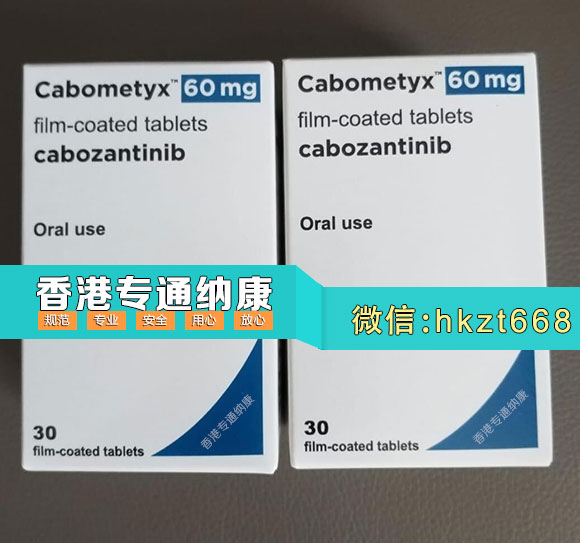 Cabometyx™ 60 mg
film-coated tablets
cabozantinib
Oral use
30
film-coated tablets
香港专通纳康
Cabometyx™ 60 mg
film-coated tablets
cabozantinib
Oral use
30
film-coated tablets
香港专通纳康
香港专通纳康
规范 专业 安全 用心 放心
微信:hkzt668